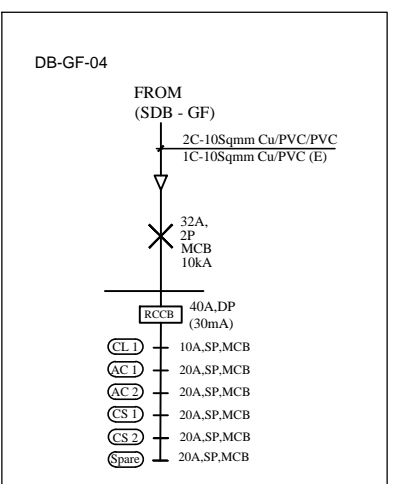 DB-GF-04
FROM
(SDB - GF)
2C-10Sqmm Cu/PVC/PVC
1C-10Sqmm Cu/PVC (E)
32A,
2P
MCB
10kA
RCCB
40A,DP
(30mA)
CL 1 10A,SP,MCB
AC 1 20A,SP,MCB
AC 2 20A,SP,MCB
CS 1 20A,SP,MCB
CS 2 20A,SP,MCB
Spare 20A,SP,MCB